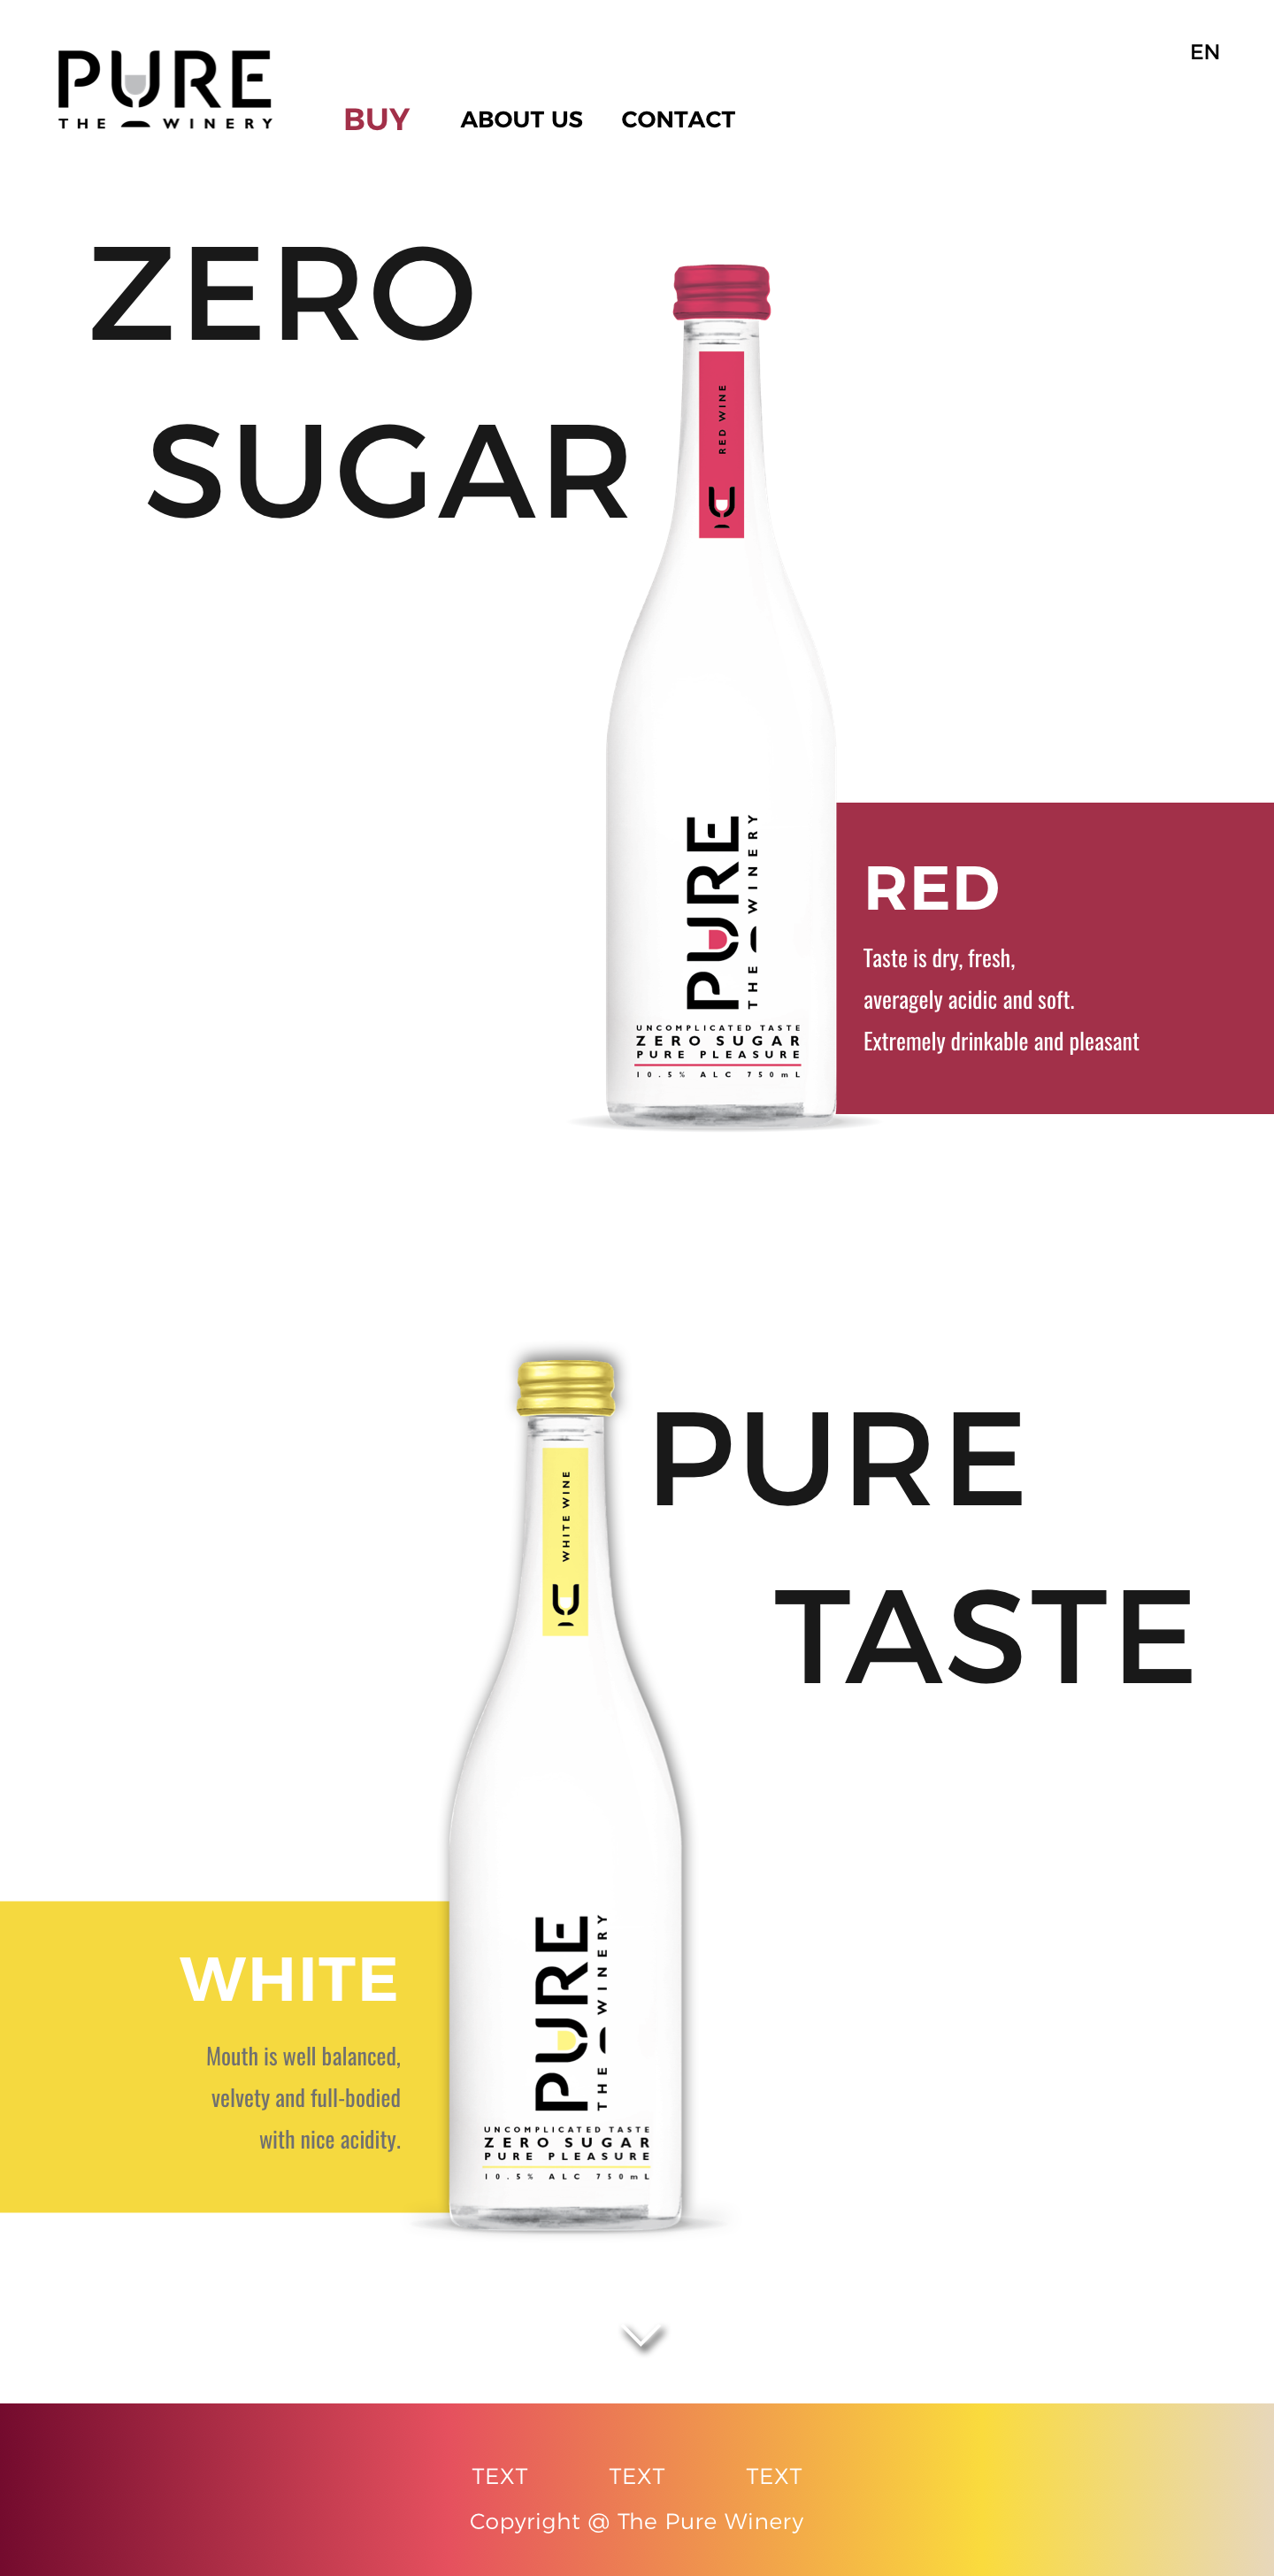 PURE
THE WINERY
BUY ABOUT US CONTACT
EN
ZERO
SUGAR
RED WINE
PURE
THE WINERY
UNCOMPLICATED TASTE
ZERO SUGAR
PURE PLEASURE
10.5% ALC 750mL
RED
Taste is dry, fresh,
averagely acidic and soft.
Extremely drinkable and pleasant
PURE
TASTE
WHITE WINE
PURE
THE WINERY
UNCOMPLICATED TASTE
ZERO SUGAR
PURE PLEASURE
10.5% ALC 750mL
WHITE
Mouth is well balanced,
velvety and full-bodied
with nice acidity.
TEXT TEXT TEXT
Copyright @ The Pure Winery